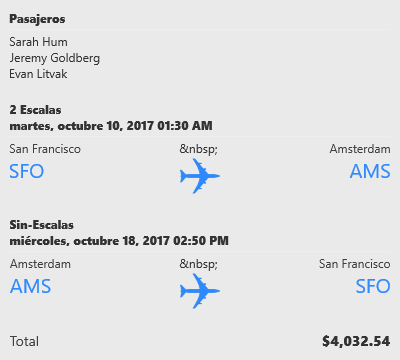 Pasajeros
Sarah Hum
Jeremy Goldberg
Evan Litvak
2 Escalas
martes, octubre 10, 2017 01:30 AM
San Francisco &nbsp; Amsterdam
SFO AMS
Sin-Escalas
miércoles, octubre 18, 2017 02:50 PM
Amsterdam &nbsp; San Francisco
AMS SFO
Total $4,032.54